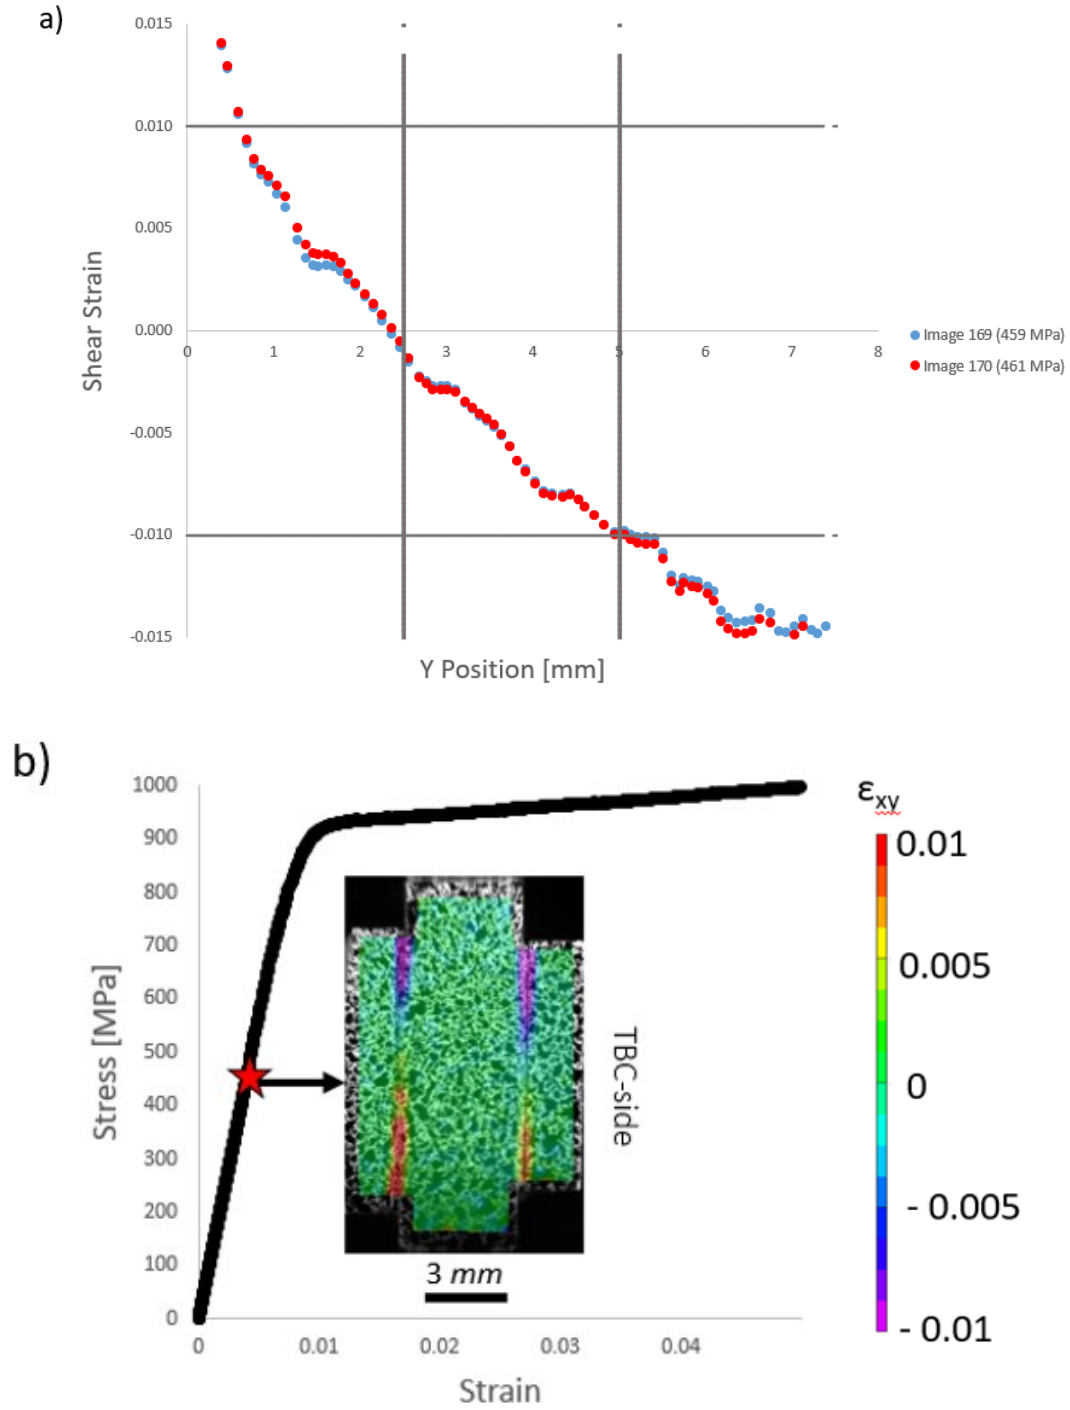 a)
0.015
0.010
0.005
0.000
-0.005
-0.010
-0.015
0 1 2 3 4 5 6 7 8
Shear Strain
Y Position [mm]
Image 169 (459 MPa)
Image 170 (461 MPa)
b)
1000
900
800
700
600
500
400
300
200
100
0
0 0.01 0.02 0.03 0.04
Stress [MPa]
Strain
TBC-side
3 mm
εxy
0.01
0.005
0
- 0.005
- 0.01